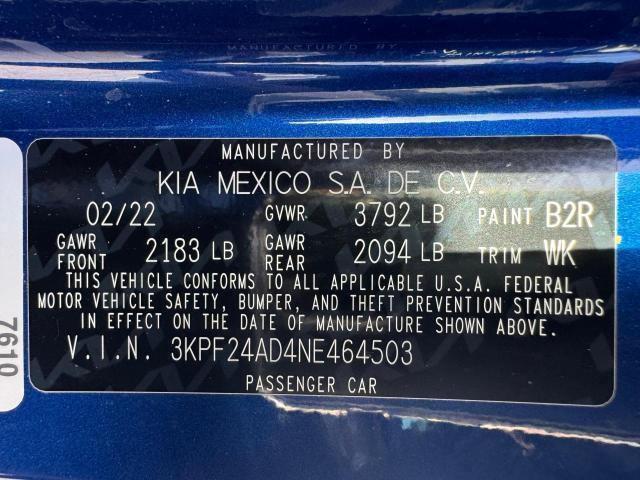 MANUFACTURED BY
KIA MEXICO S.A. DE C.V.
02/22 GVWR 3792 LB PAINT B2R
GAWR FRONT 2183 LB GAWR REAR 2094 LB TRIM WK
THIS VEHICLE CONFORMS TO ALL APPLICABLE U.S.A. FEDERAL
MOTOR VEHICLE SAFETY, BUMPER, AND THEFT PREVENTION STANDARDS
IN EFFECT ON THE DATE OF MANUFACTURE SHOWN ABOVE.
V.I.N. 3KPF24AD4NE464503
PASSENGER CAR
7610